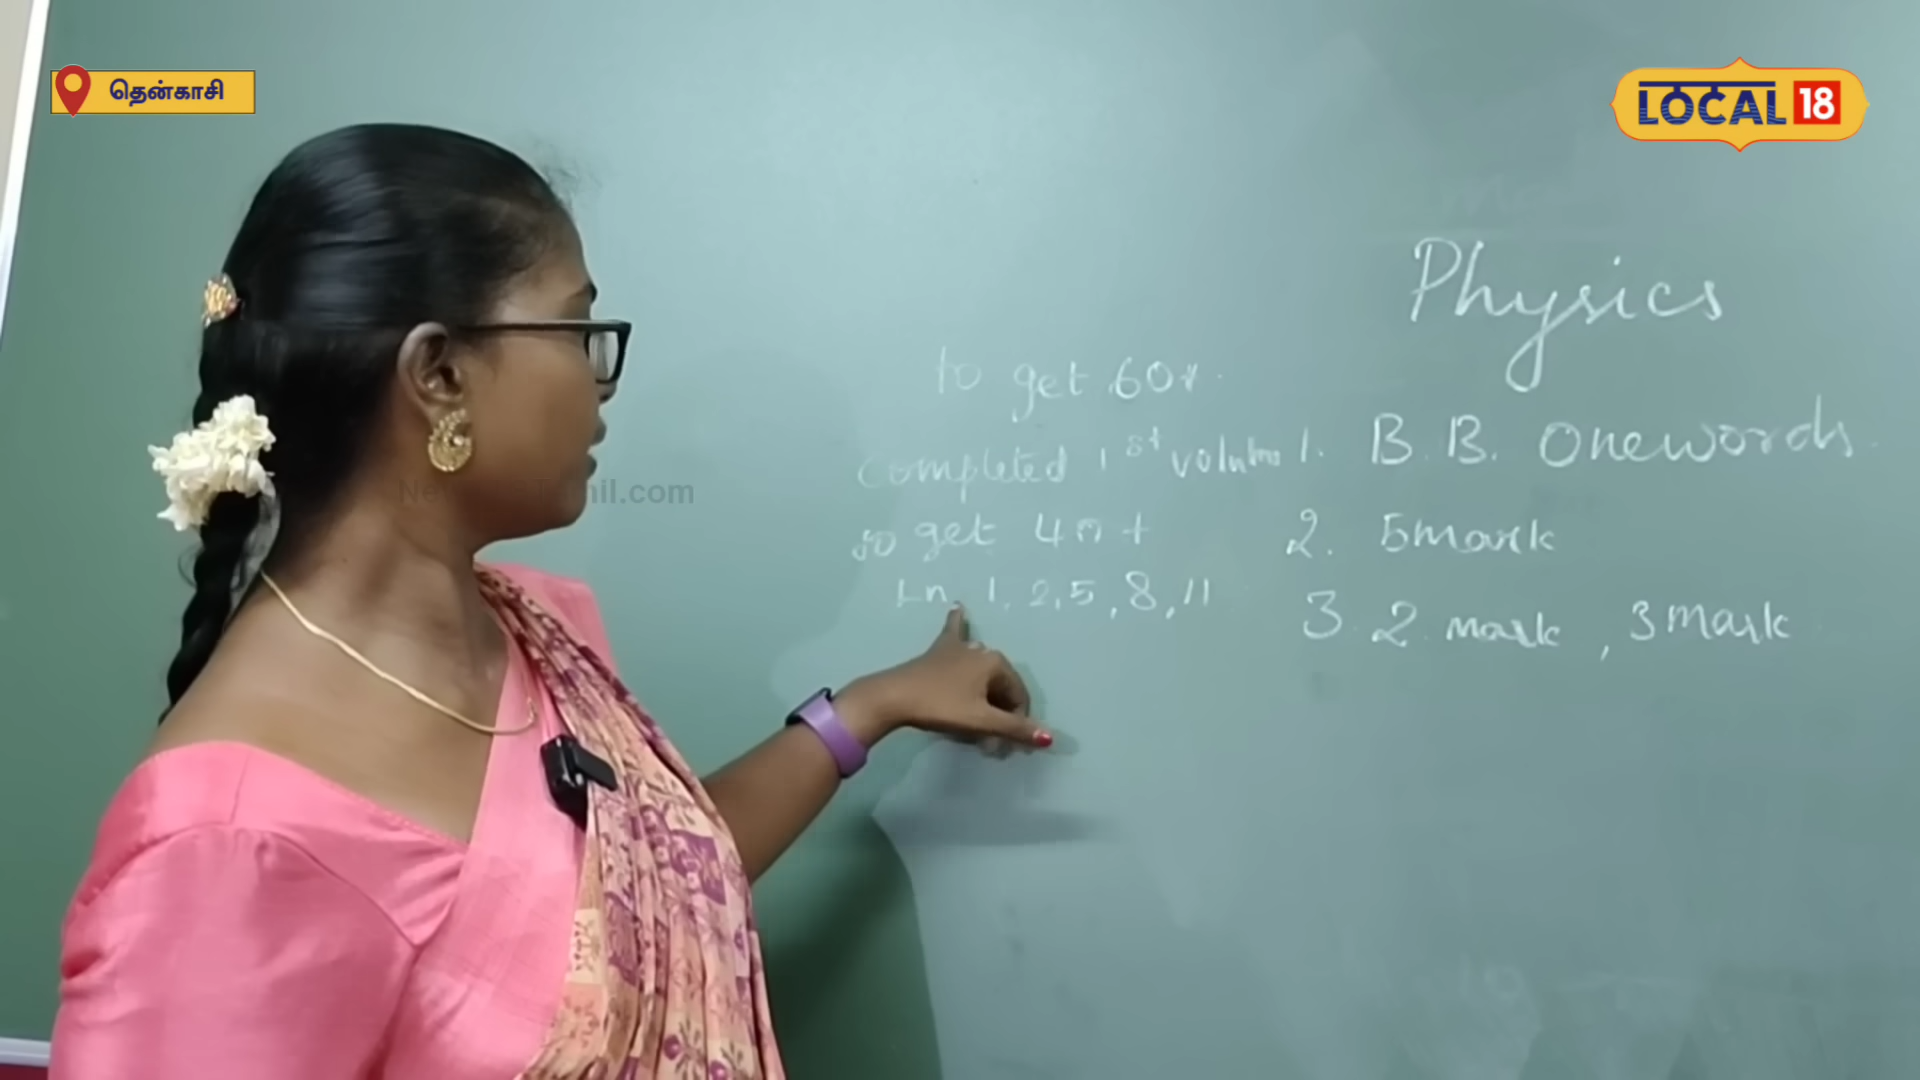 தென்காசி
LOCAL 18
Physics
to get 60+
completed 1st volume
so get 40+
Ln. 1, 2, 5, 8, 11
1. B.B. Onewords
2. 5mark
3. 2 mark, 3mark